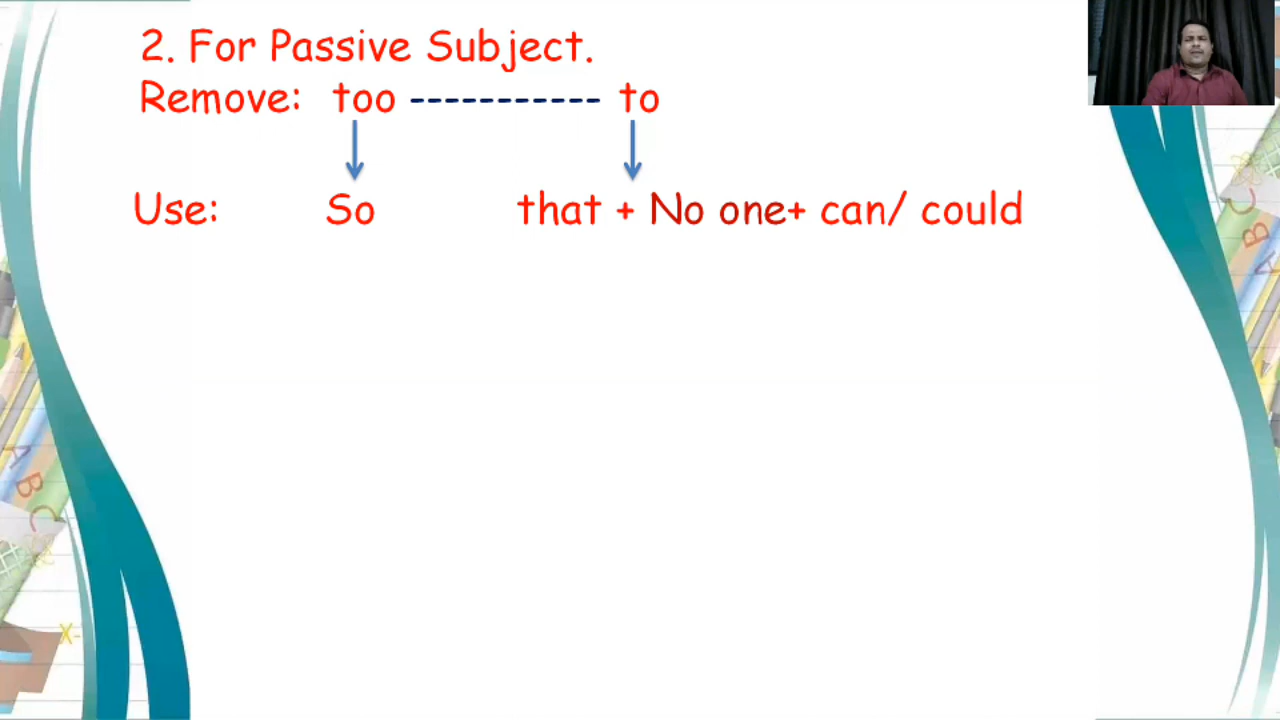 2. For Passive Subject.
Remove: too ----------- to
Use: So that + No one+ can/ could